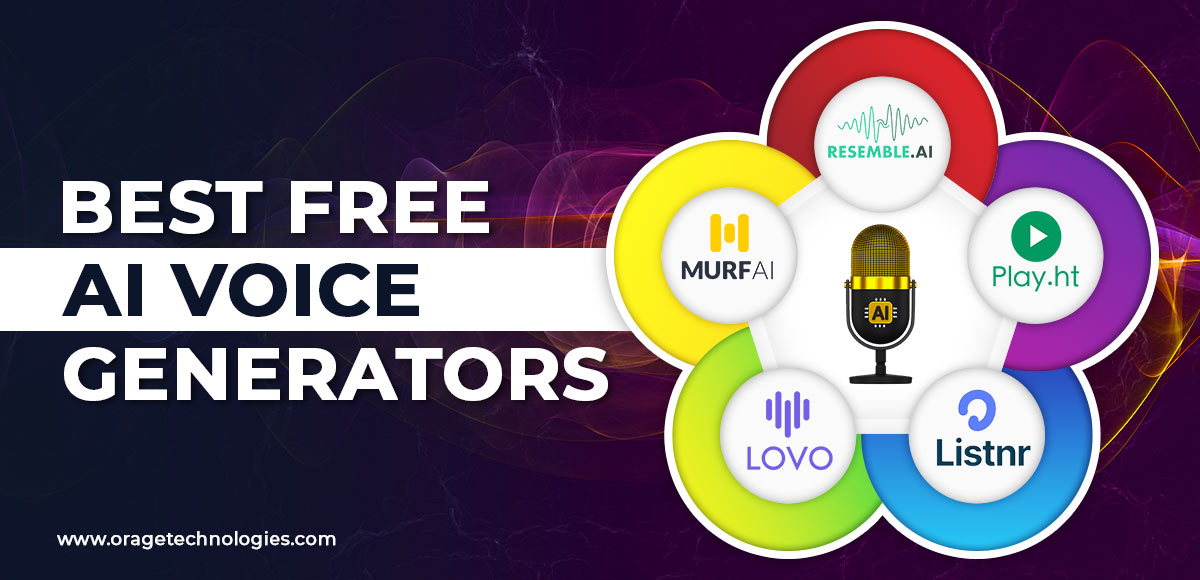 BEST FREE
AI VOICE
GENERATORS
www.oragetechnologies.com
RESEMBLE.AI
MURFAI
Play.ht
AI
LOVO
Listnr